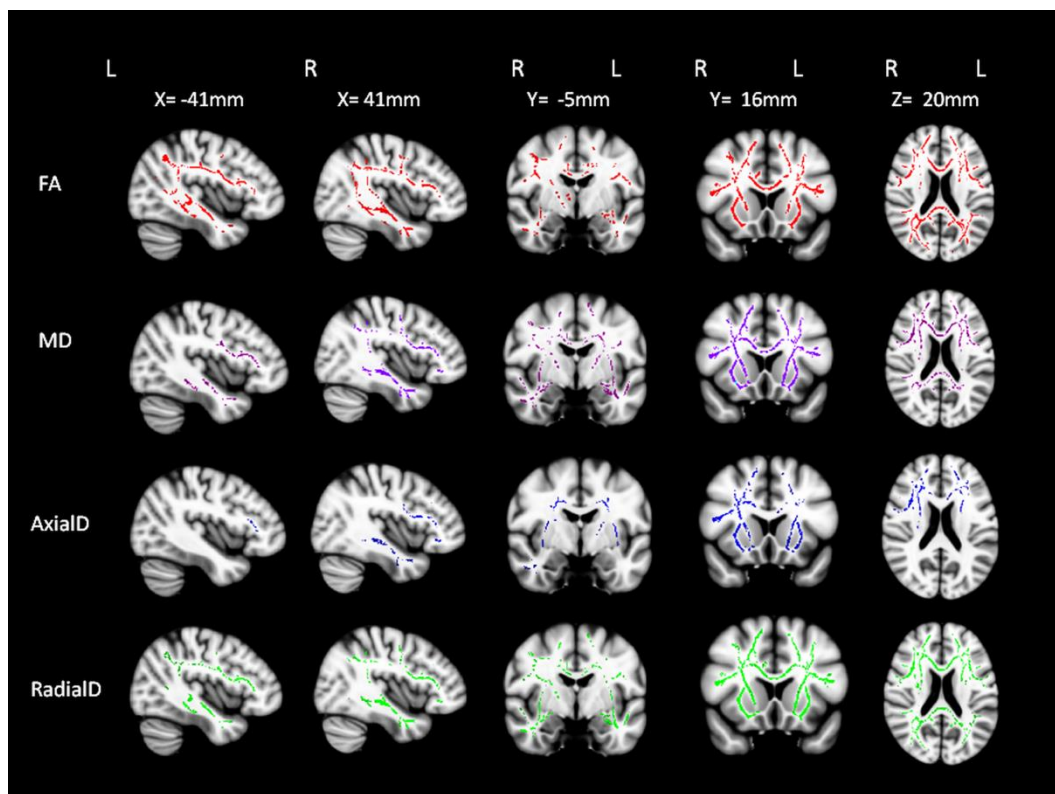 L R R L R L R L
X= -41mm X= 41mm Y= -5mm Y= 16mm Z= 20mm
FA
MD
AxialD
RadialD